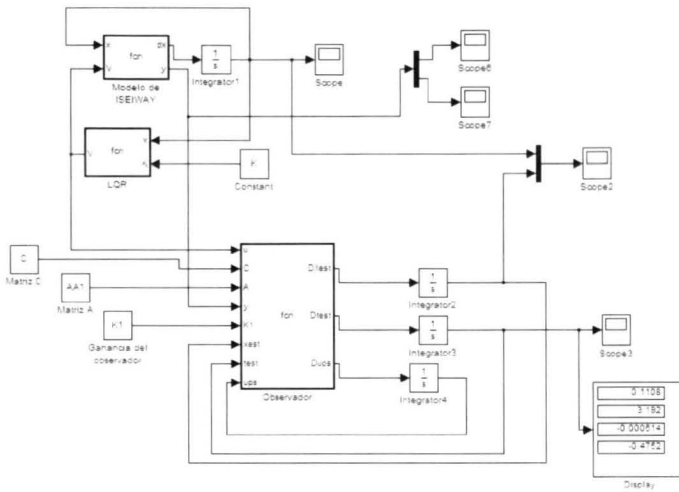 x
V
fcn
dx
y
Modelo de
ISEIWAY
1
s
Integrator1
Scope
Scope6
Scope7
V
fcn
K
LQR
K
Constant
Scope2
C
Matriz C
AA1
Matriz A
K1
Ganancia del
observador
u
C
A
y
K1
xest
test
ups
fcn
Dtest
Dups
Observador
1
s
Integrator2
1
s
Integrator3
1
s
Integrator4
Scope3
0.1108
3.192
-0.000514
-0.4752
Display